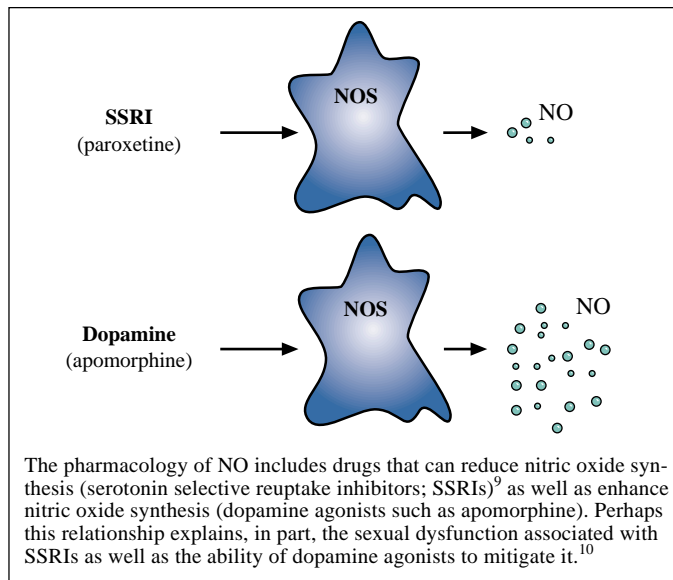 NOS
SSRI
(paroxetine)
NO
NOS
Dopamine
(apomorphine)
NO
The pharmacology of NO includes drugs that can reduce nitric oxide syn-
thesis (serotonin selective reuptake inhibitors; SSRIs)⁹ as well as enhance
nitric oxide synthesis (dopamine agonists such as apomorphine). Perhaps
this relationship explains, in part, the sexual dysfunction associated with
SSRIs as well as the ability of dopamine agonists to mitigate it.¹⁰